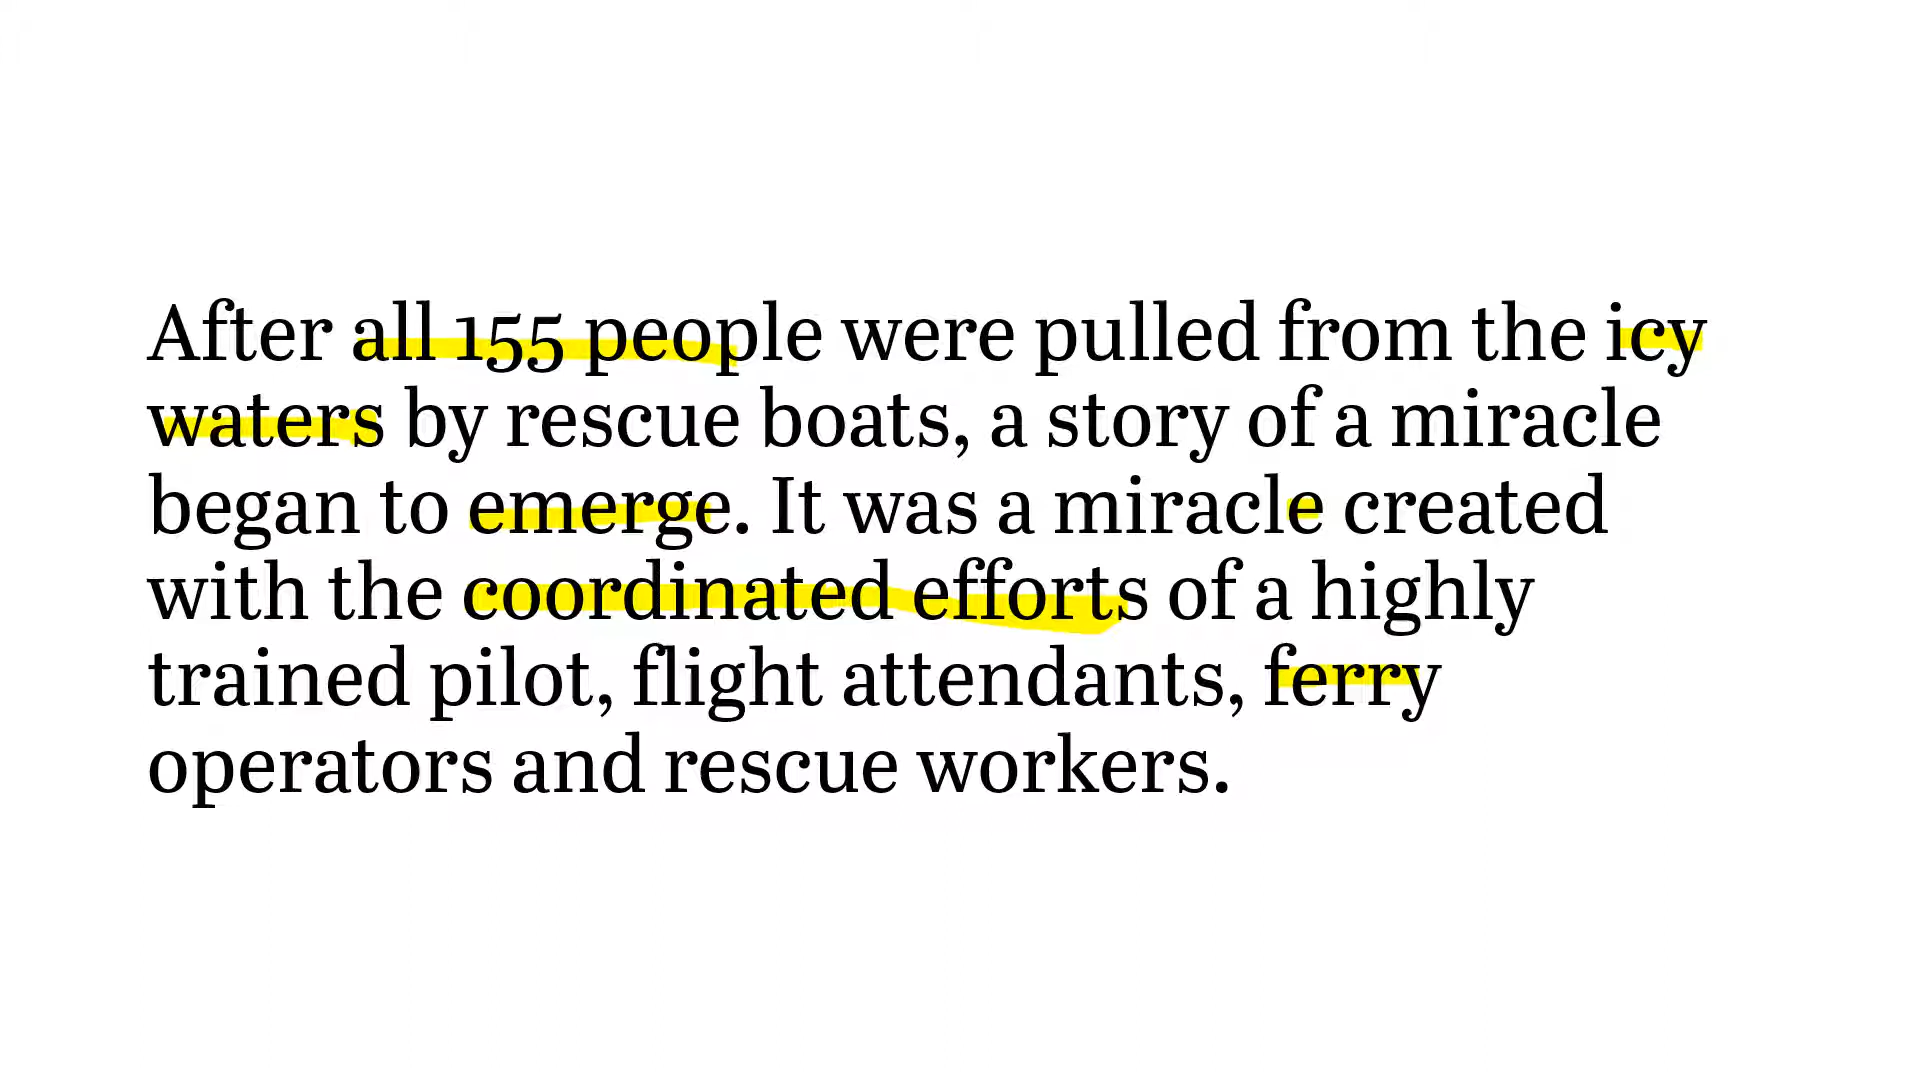 After all 155 people were pulled from the icy
waters by rescue boats, a story of a miracle
began to emerge. It was a miracle created
with the coordinated efforts of a highly
trained pilot, flight attendants, ferry
operators and rescue workers.